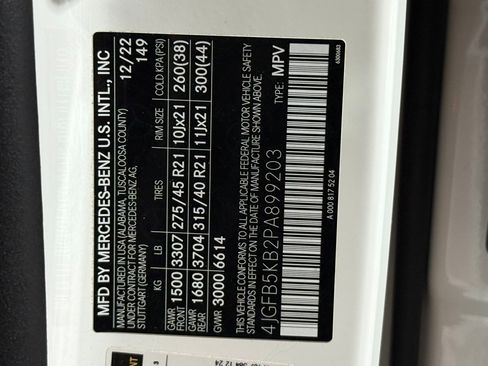 MFD BY MERCEDES-BENZ U.S. INTL., INC
MANUFACTURED IN USA (ALABAMA, TUSCALOOSA COUNTY) 12/22
UNDER CONTRACT FOR MERCEDES-BENZ AG, 149
STUTTGART (GERMANY)
KG LB TIRES RIM SIZE COLD KPA (PSI)
GAWR FRONT 1500 3307 275/45 R21 10Jx21 260(38)
GAWR REAR 1680 3704 315/40 R21 11Jx21 300(44)
GVWR 3000 6614
THIS VEHICLE CONFORMS TO ALL APPLICABLE FEDERAL MOTOR VEHICLE SAFETY
STANDARDS IN EFFECT ON THE DATE OF MANUFACTURE SHOWN ABOVE.
4JGFB5KB2PA899203 TYPE: MPV
A 000 817 52 04
6300683